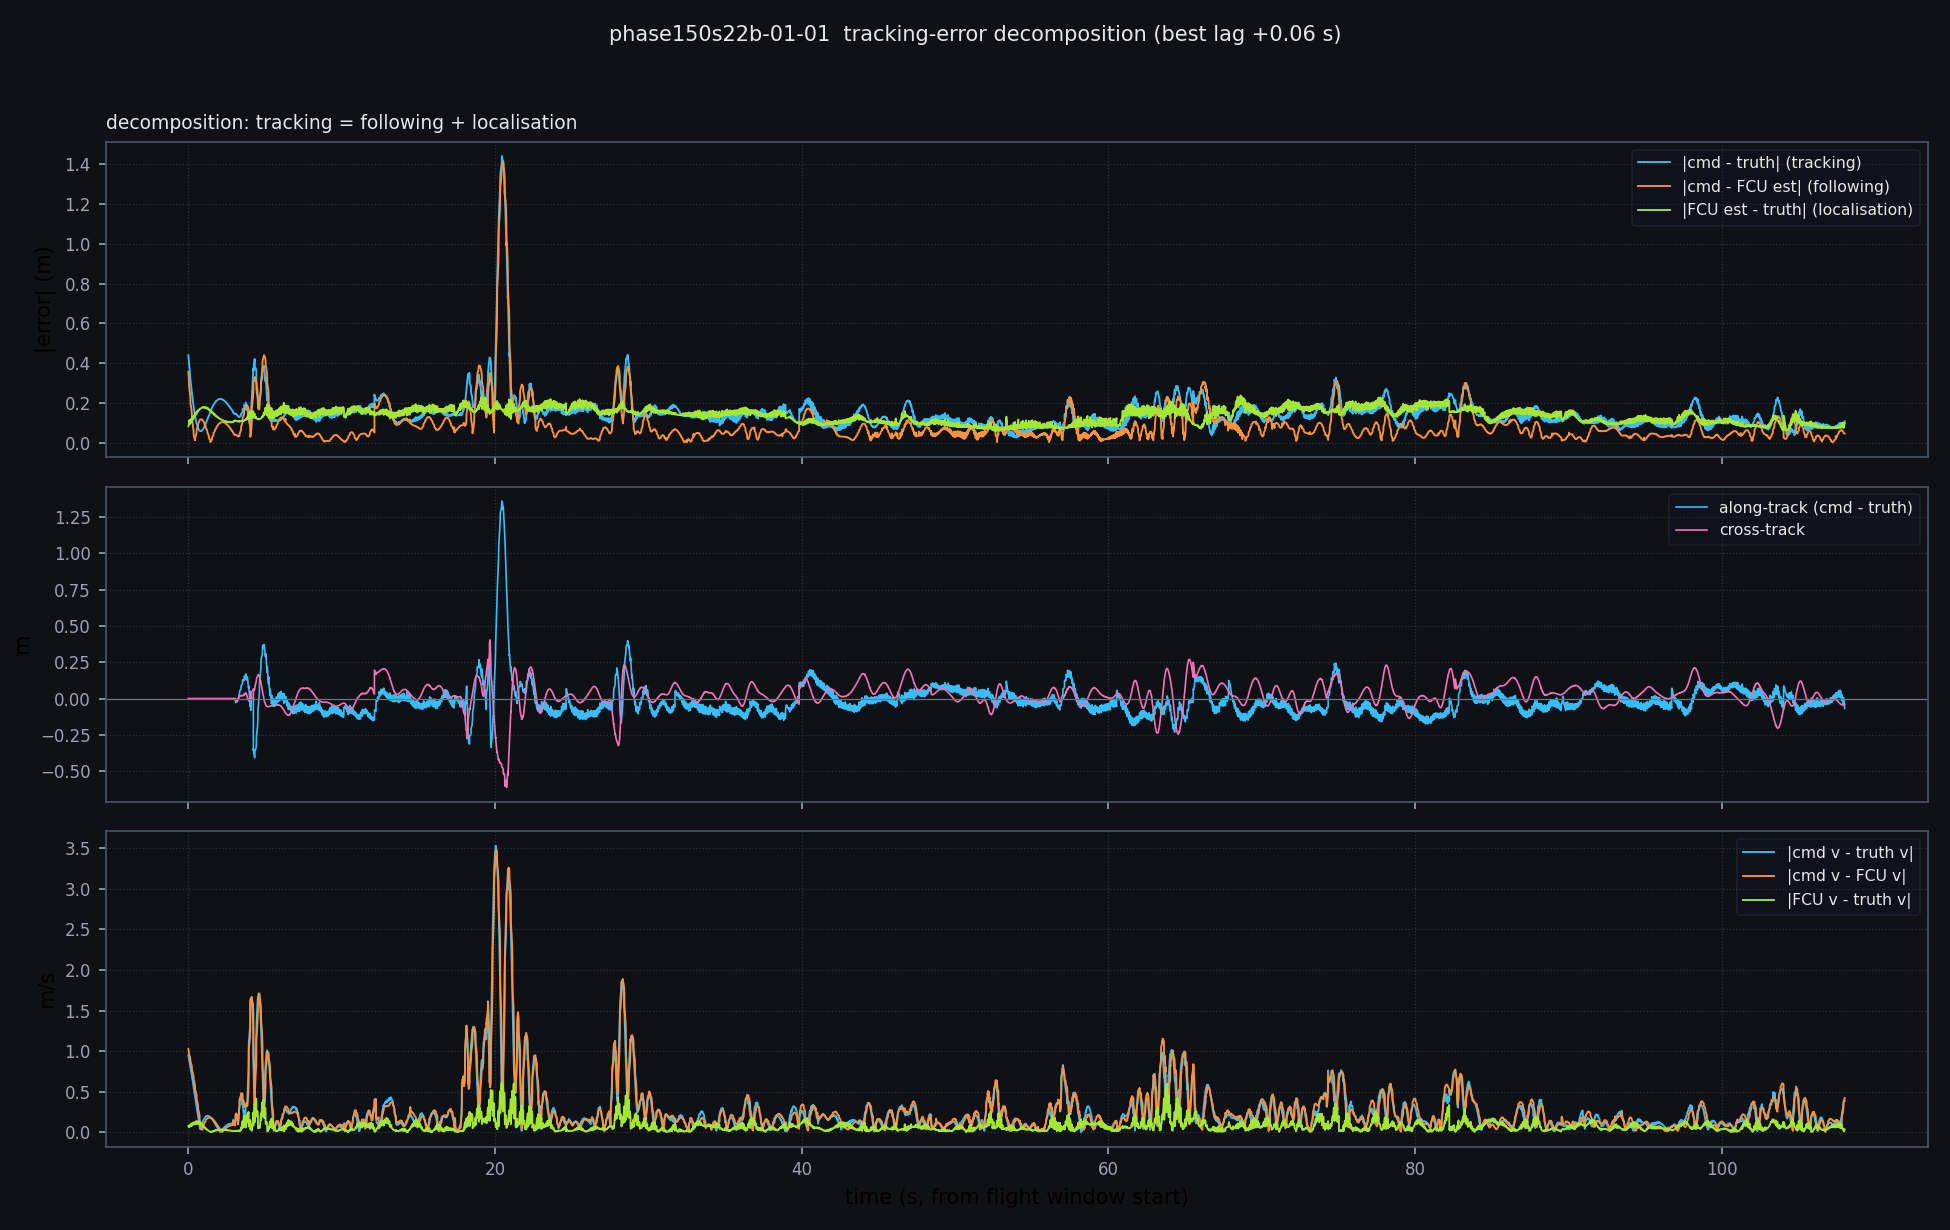 phase150s22b-01-01  tracking-error decomposition (best lag +0.06 s)
decomposition: tracking = following + localisation
|error| (m)
1.4
1.2
1.0
0.8
0.6
0.4
0.2
0.0
|cmd - truth| (tracking)
|cmd - FCU est| (following)
|FCU est - truth| (localisation)
m
1.25
1.00
0.75
0.50
0.25
0.00
−0.25
−0.50
along-track (cmd - truth)
cross-track
m/s
3.5
3.0
2.5
2.0
1.5
1.0
0.5
0.0
|cmd v - truth v|
|cmd v - FCU v|
|FCU v - truth v|
0 20 40 60 80 100
time (s, from flight window start)